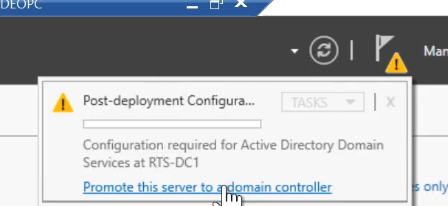 DEOPC
Man
Post-deployment Configura...
TASKS
X
Configuration required for Active Directory Domain
Services at RTS-DC1
Promote this server to a domain controller
s only